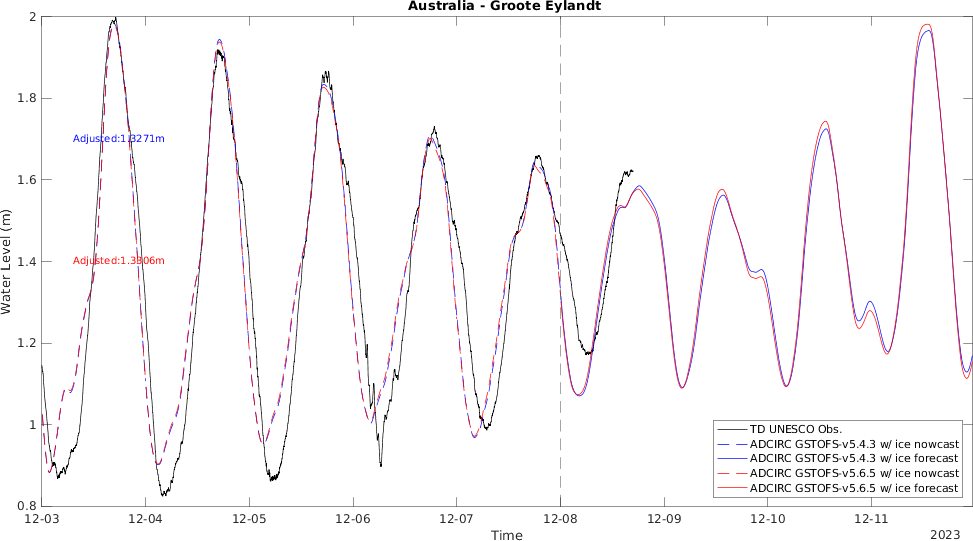 Australia - Groote Eylandt
2
1.8
1.6
1.4
1.2
1
0.8
Water Level (m)
Adjusted:1.3271m
Adjusted:1.3306m
TD UNESCO Obs.
ADCIRC GSTOFS-v5.4.3 w/ ice nowcast
ADCIRC GSTOFS-v5.4.3 w/ ice forecast
ADCIRC GSTOFS-v5.6.5 w/ ice nowcast
ADCIRC GSTOFS-v5.6.5 w/ ice forecast
12-03 12-04 12-05 12-06 12-07 12-08 12-09 12-10 12-11
Time
2023